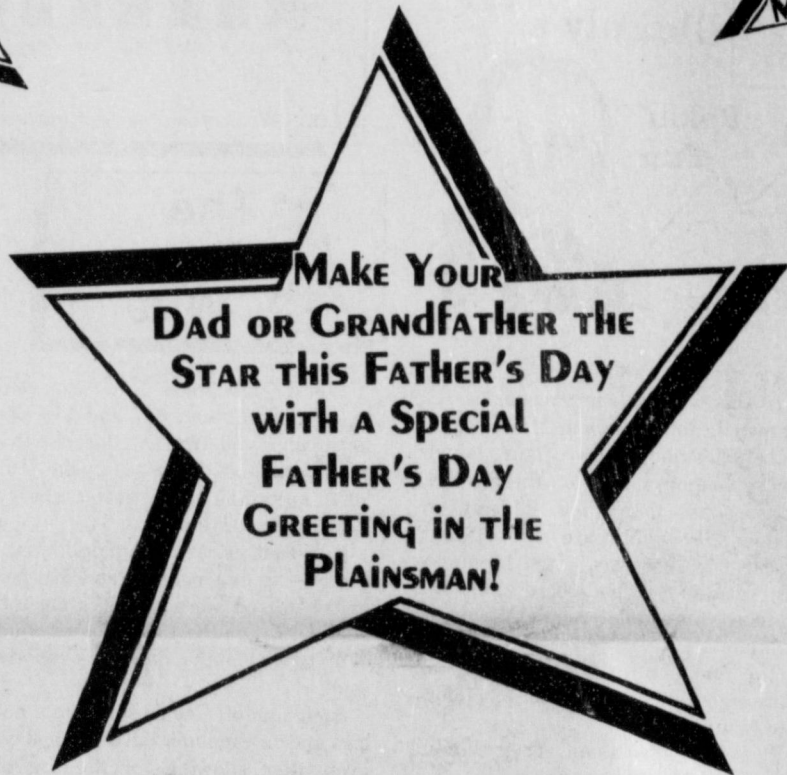 Make Your
Dad or Grandfather the
Star this Father's Day
with a Special
Father's Day
Greeting in the
Plainsman!